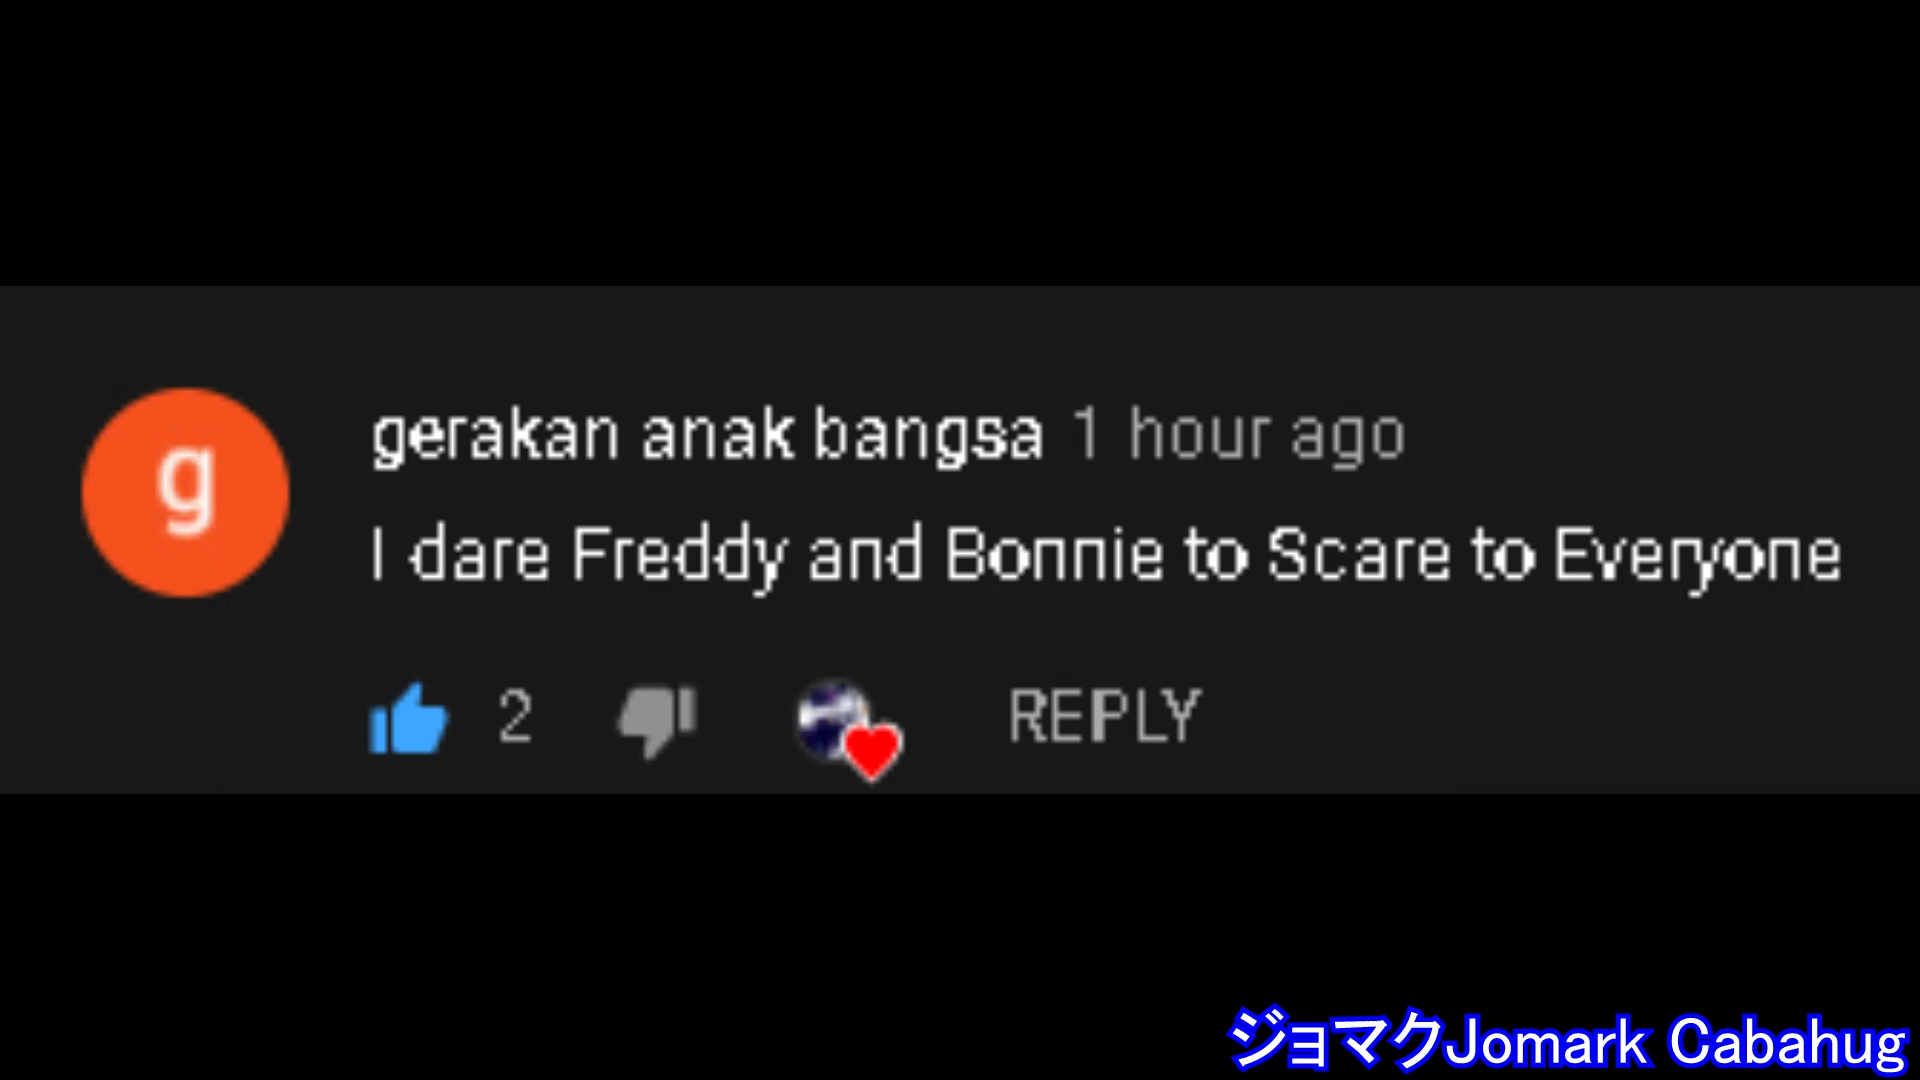 g
gerakan anak bangsa 1 hour ago
I dare Freddy and Bonnie to Scare to Everyone
2
REPLY
ジョマクJomark Cabahug